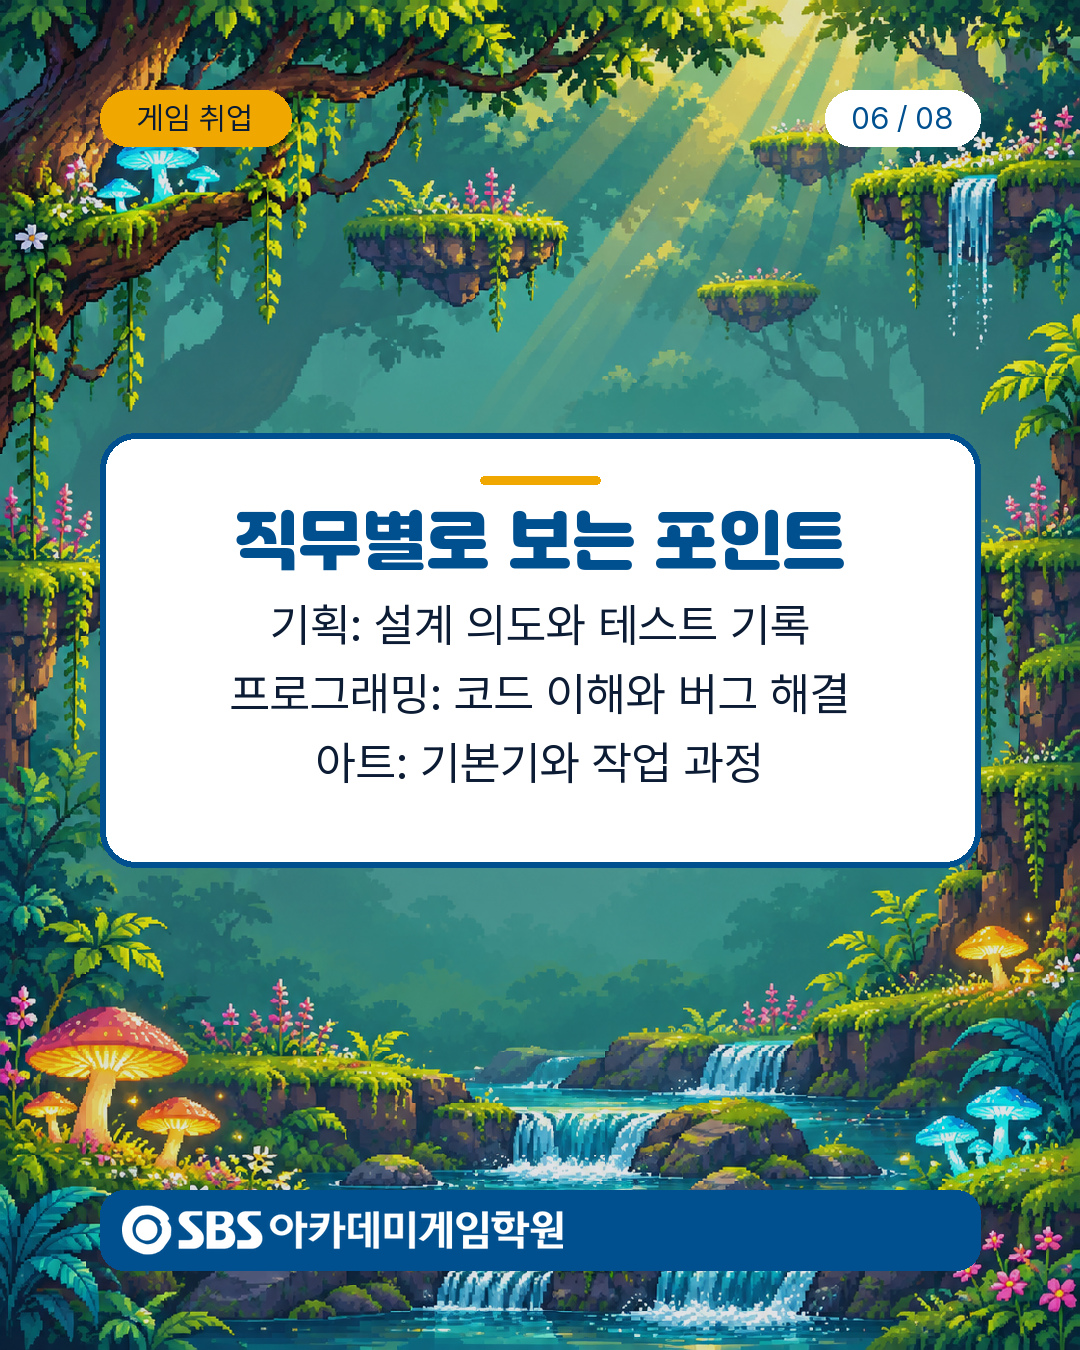 게임 취업
06 / 08
직무별로 보는 포인트
기획: 설계 의도와 테스트 기록
프로그래밍: 코드 이해와 버그 해결
아트: 기본기와 작업 과정
SBS 아카데미게임학원